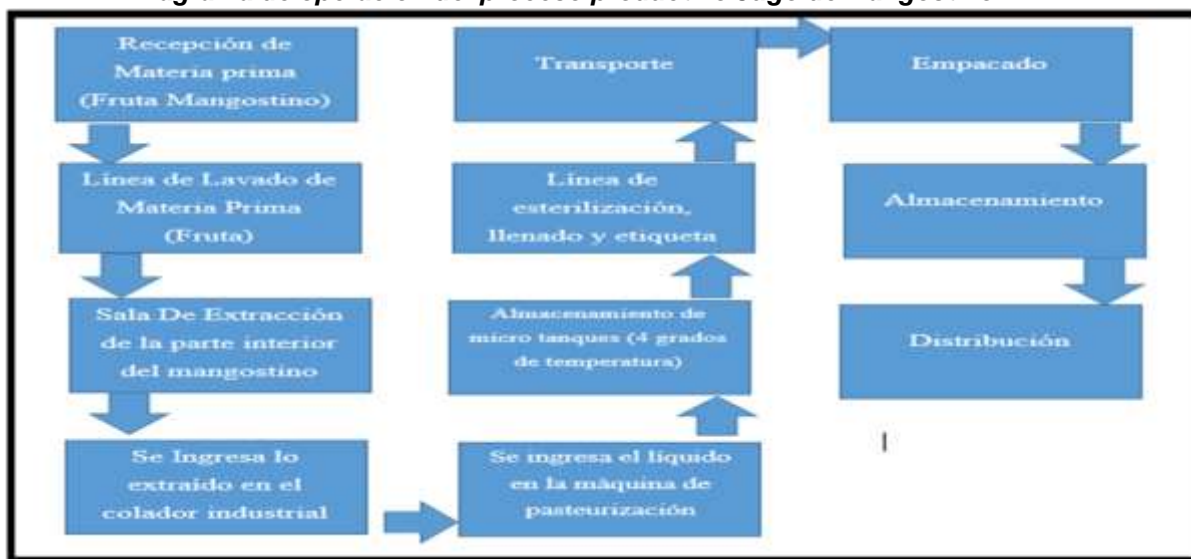 Recepción de
Materia prima
(Fruta Mangostino)
Línea de Lavado de
Materia Prima
(Fruta)
Sala De Extracción
de la parte interior
del mangostino
Se Ingresa lo
extraído en el
colador industrial
Se ingresa el líquido
en la máquina de
pasteurización
Almacenamiento de
micro tanques (4 grados
de temperatura)
Línea de
esterilización,
llenado y etiqueta
Transporte
Empacado
Almacenamiento
Distribución